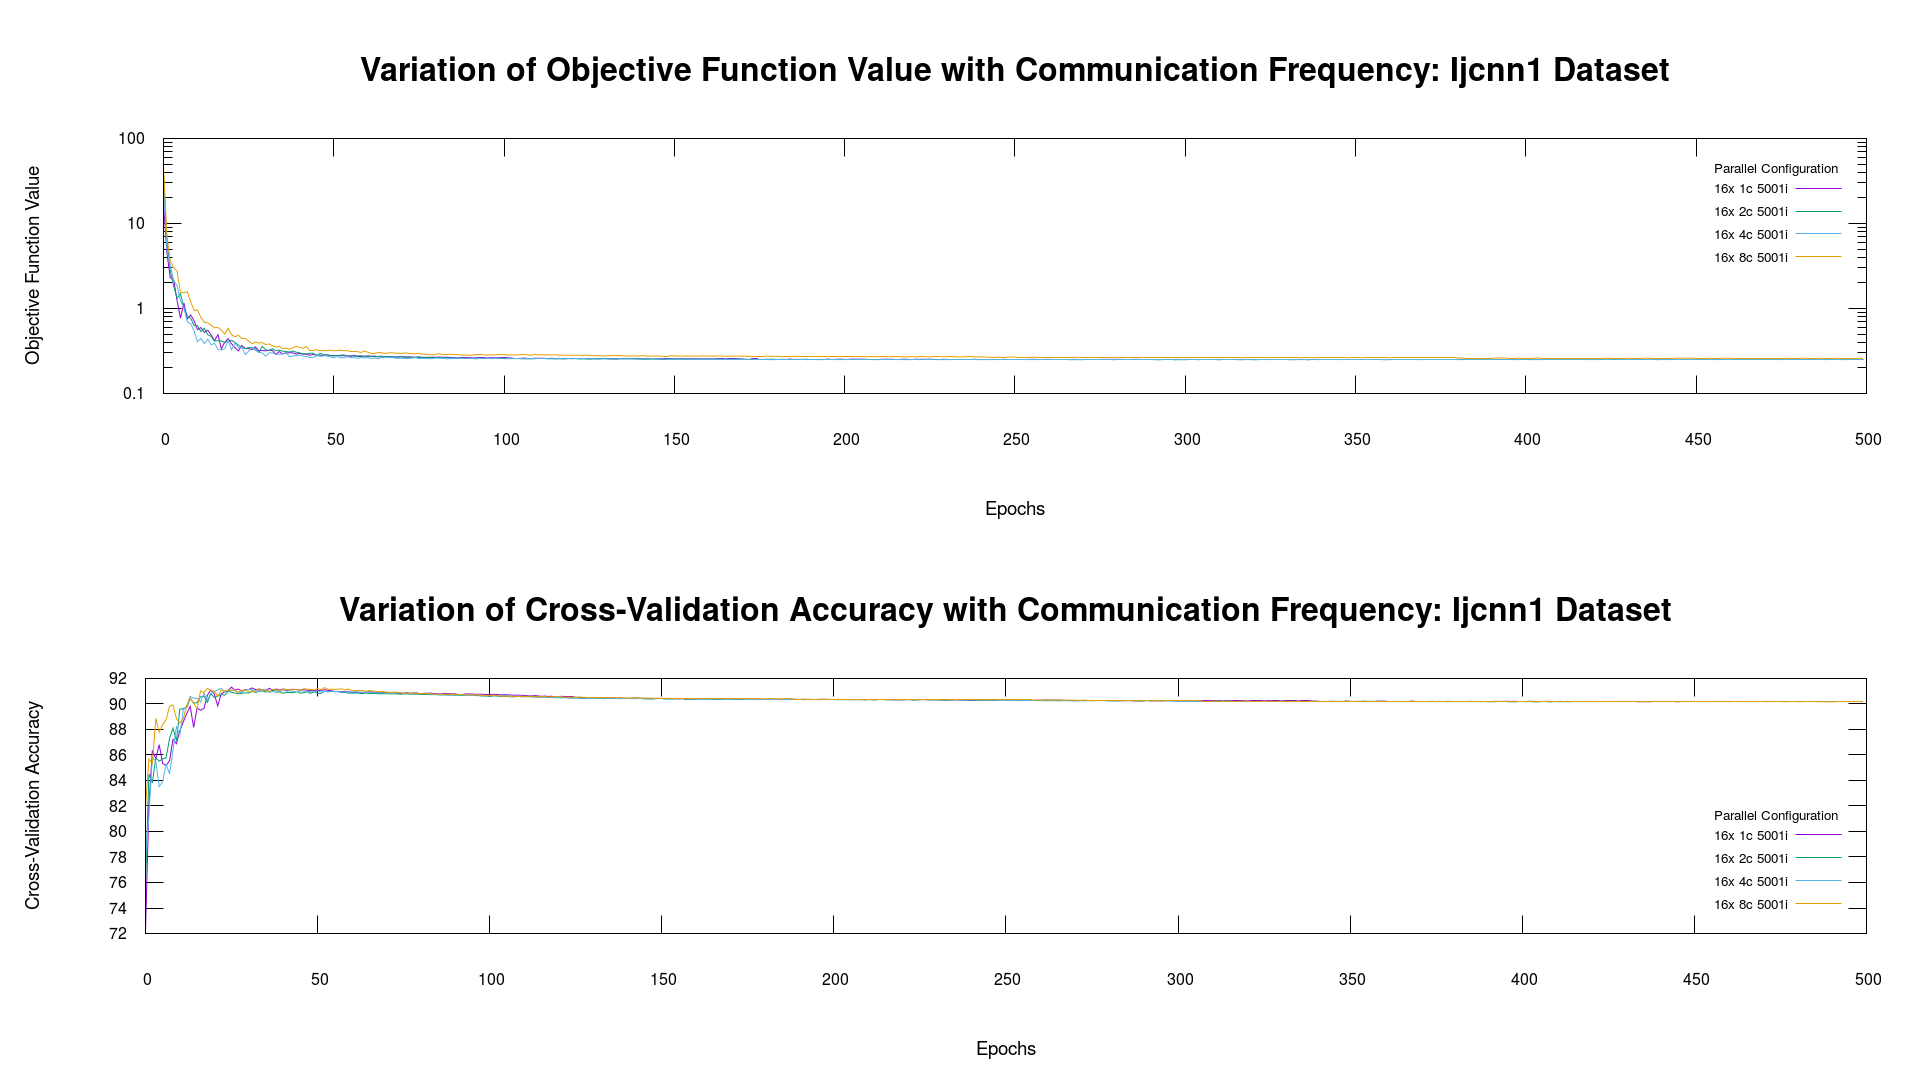 Variation of Objective Function Value with Communication Frequency: Ijcnn1 Dataset
Objective Function Value
100
10
1
0.1
Parallel Configuration
16x 1c 5001i
16x 2c 5001i
16x 4c 5001i
16x 8c 5001i
0 50 100 150 200 250 300 350 400 450 500
Epochs
Variation of Cross-Validation Accuracy with Communication Frequency: Ijcnn1 Dataset
Cross-Validation Accuracy
92
90
88
86
84
82
80
78
76
74
72
Parallel Configuration
16x 1c 5001i
16x 2c 5001i
16x 4c 5001i
16x 8c 5001i
0 50 100 150 200 250 300 350 400 450 500
Epochs